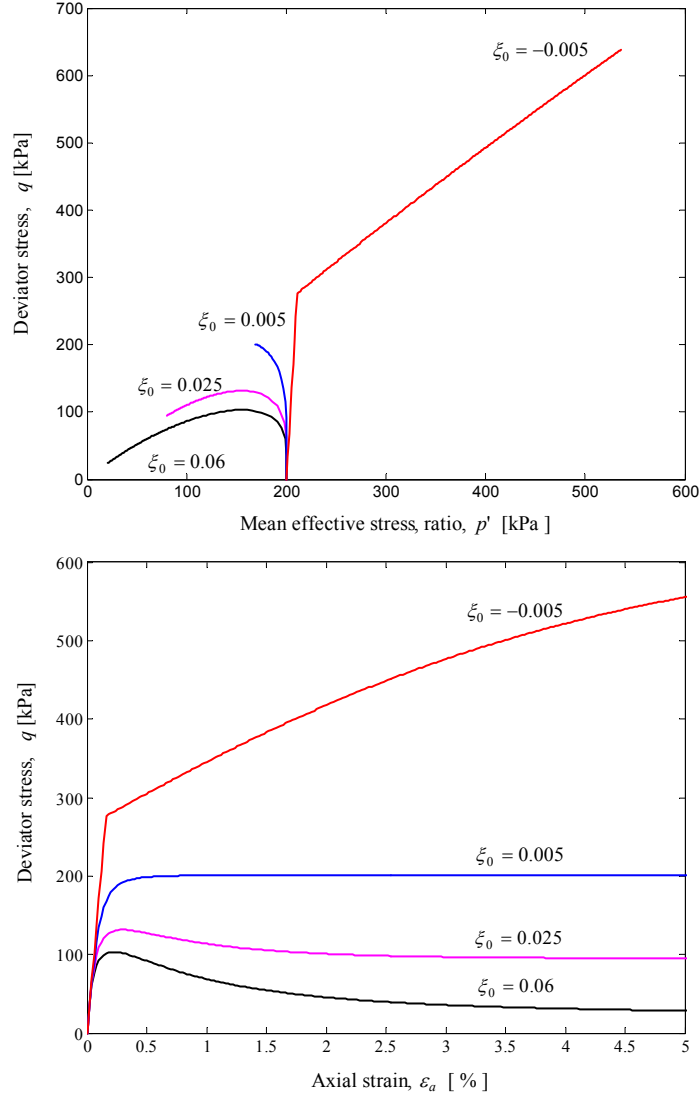 700
600
500
400
300
200
100
0
Deviator stress, q [kPa]
ξ₀ = −0.005
ξ₀ = 0.005
ξ₀ = 0.025
ξ₀ = 0.06
0 100 200 300 400 500 600
Mean effective stress, ratio, p' [kPa ]
600
500
400
300
200
100
0
Deviator stress, q [kPa]
ξ₀ = −0.005
ξ₀ = 0.005
ξ₀ = 0.025
ξ₀ = 0.06
0 0.5 1 1.5 2 2.5 3 3.5 4 4.5 5
Axial strain, εₐ [ % ]